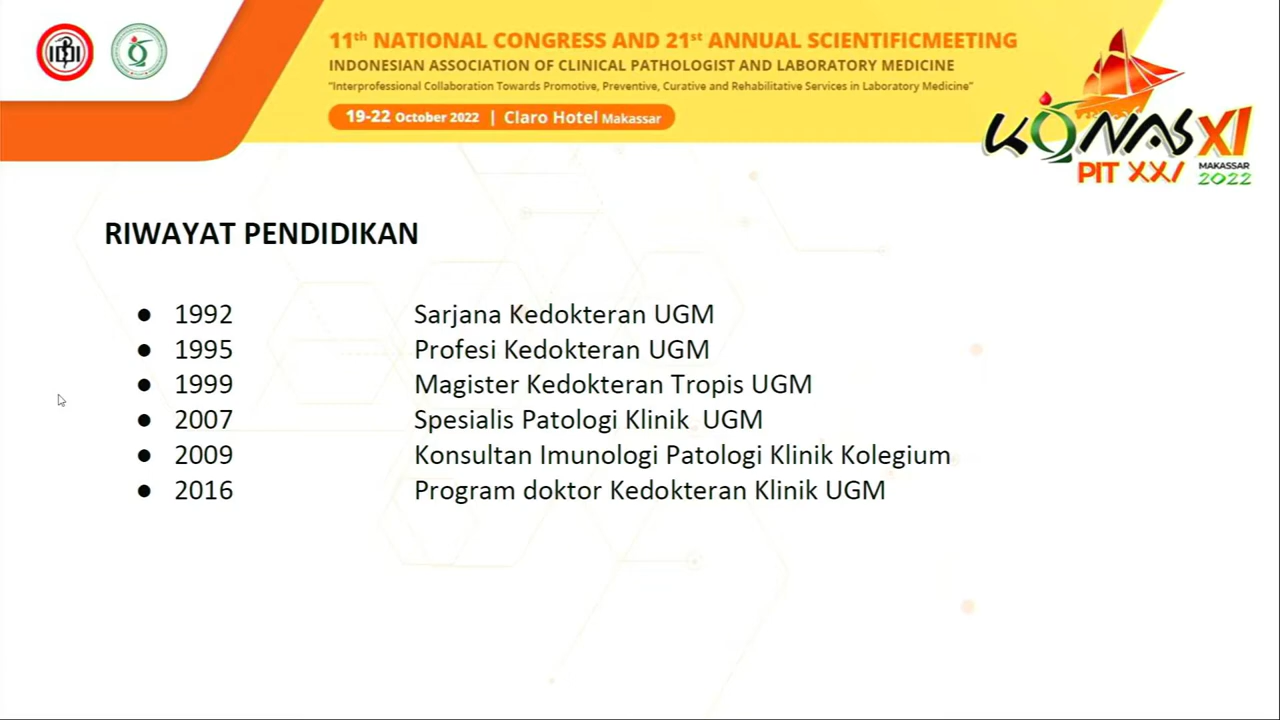 11th NATIONAL CONGRESS AND 21st ANNUAL SCIENTIFICMEETING
INDONESIAN ASSOCIATION OF CLINICAL PATHOLOGIST AND LABORATORY MEDICINE
"Interprofessional Collaboration Towards Promotive, Preventive, Curative and Rehabilitative Services in Laboratory Medicine"
19-22 October 2022 | Claro Hotel Makassar
KONAS XI
PIT XXI MAKASSAR 2022
RIWAYAT PENDIDIKAN
● 1992 Sarjana Kedokteran UGM
● 1995 Profesi Kedokteran UGM
● 1999 Magister Kedokteran Tropis UGM
● 2007 Spesialis Patologi Klinik UGM
● 2009 Konsultan Imunologi Patologi Klinik Kolegium
● 2016 Program doktor Kedokteran Klinik UGM